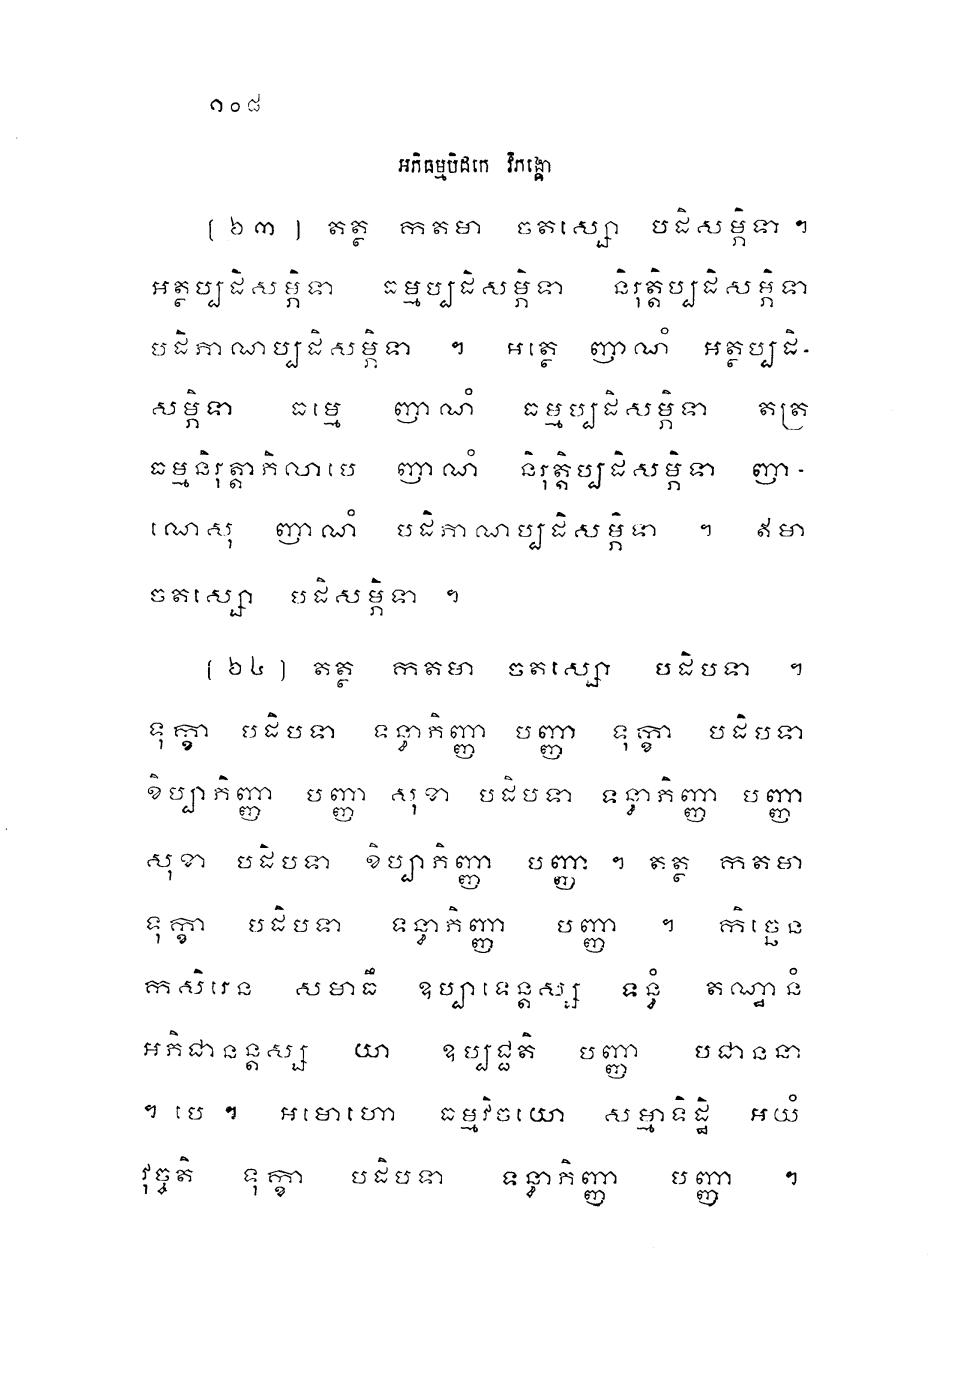 ១០៨
អភិធម្មបិដកេ វិភង្គោ
[៦៣] តត្ថ កតមា ចតស្សោ បដិសម្ភិទា ។
អត្ថប្បដិសម្ភិទា ធម្មប្បដិសម្ភិទា និរុត្តិប្បដិសម្ភិទា
បដិភាណប្បដិសម្ភិទា ។ អត្ថេ ញាណំ អត្ថប្បដិ-
សម្ភិទា ធម្មេ ញាណំ ធម្មប្បដិសម្ភិទា តត្រ
ធម្មនិរុត្តាភិលាបេ ញាណំ និរុត្តិប្បដិសម្ភិទា ញា-
ណេសុ ញាណំ បដិភាណប្បដិសម្ភិទា ។ ឥមា
ចតស្សោ បដិសម្ភិទា ។
[៦៤] តត្ថ កតមា ចតស្សោ បដិបទា ។
ទុក្ខា បដិបទា ទន្ធាភិញ្ញា បញ្ញា ទុក្ខា បដិបទា
ខិប្បាភិញ្ញា បញ្ញា សុខា បដិបទា ទន្ធាភិញ្ញា បញ្ញា
សុខា បដិបទា ខិប្បាភិញ្ញា បញ្ញា ។ តត្ថ កតមា
ទុក្ខា បដិបទា ទន្ធាភិញ្ញា បញ្ញា ។ កិច្ឆេន
កសិរេន សមាធឹ ឧប្បាទេន្តស្ស ទន្ធំ តណ្ឋានំ
អភិជានន្តស្ស យា ឧប្បជ្ជតិ បញ្ញា បជាននា
។ បេ ។ អមោហោ ធម្មវិចយោ សម្មាទិដ្ឋិ អយំ
វុច្ចតិ ទុក្ខា បដិបទា ទន្ធាភិញ្ញា បញ្ញា ។